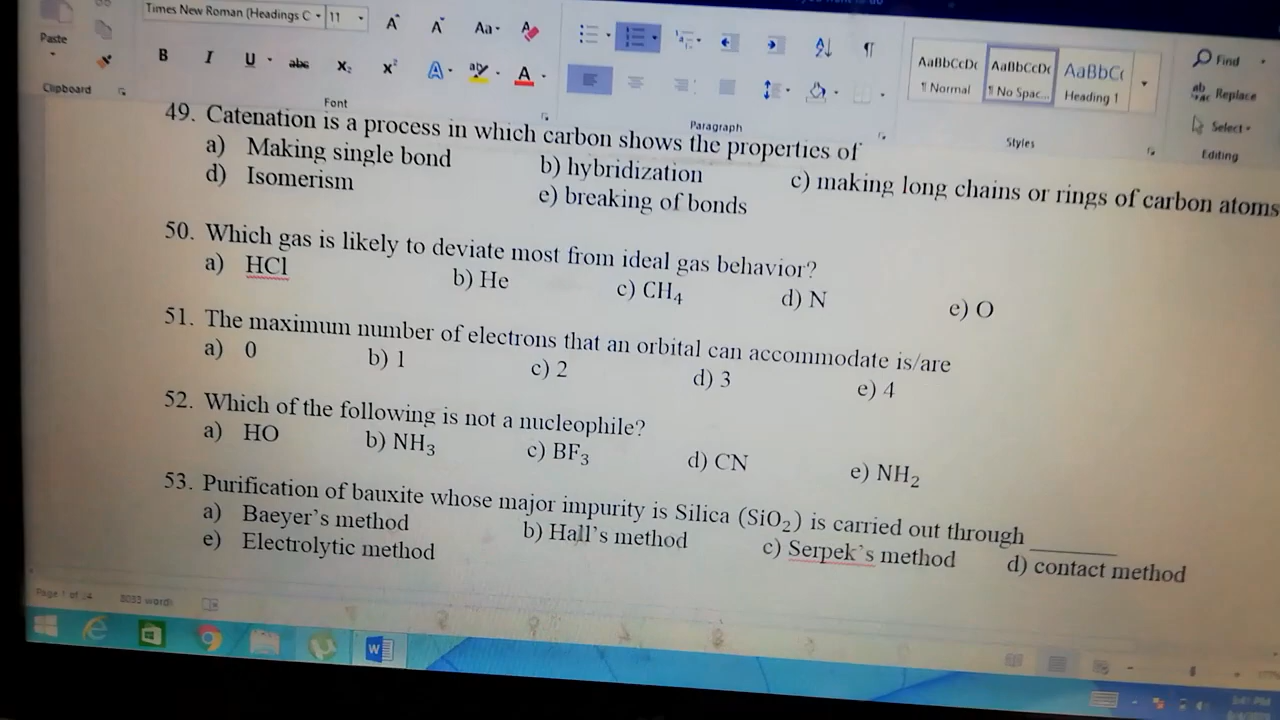 Times New Roman (Headings C 11
A A Aa A
AaBbCcDc AaBbCcDc AaBbC
Find
Paste
B I U abc X₂ X² A aby A
¶ Normal ¶ No Spac... Heading 1
Replace
Select
Clipboard
Font
Paragraph
Styles
Editing
49. Catenation is a process in which carbon shows the properties of
a) Making single bond b) hybridization c) making long chains or rings of carbon atoms
d) Isomerism e) breaking of bonds
50. Which gas is likely to deviate most from ideal gas behavior?
a) HCl b) He c) CH₄ d) N e) O
51. The maximum number of electrons that an orbital can accommodate is/are
a) 0 b) 1 c) 2 d) 3 e) 4
52. Which of the following is not a nucleophile?
a) HO b) NH₃ c) BF₃ d) CN e) NH₂
53. Purification of bauxite whose major impurity is Silica (SiO₂) is carried out through ________
a) Baeyer's method b) Hall's method c) Serpek's method d) contact method
e) Electrolytic method